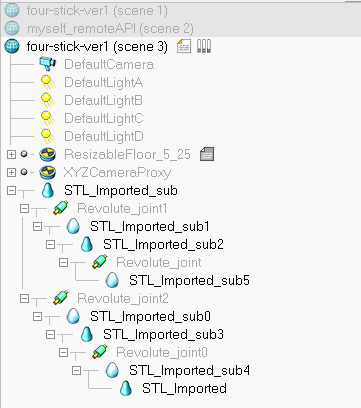 four-stick-ver1 (scene 1)
myself_remoteAPI (scene 2)
four-stick-ver1 (scene 3)
DefaultCamera
DefaultLightA
DefaultLightB
DefaultLightC
DefaultLightD
ResizableFloor_5_25
XYZCameraProxy
STL_Imported_sub
Revolute_joint1
STL_Imported_sub1
STL_Imported_sub2
Revolute_joint
STL_Imported_sub5
Revolute_joint2
STL_Imported_sub0
STL_Imported_sub3
Revolute_joint0
STL_Imported_sub4
STL_Imported